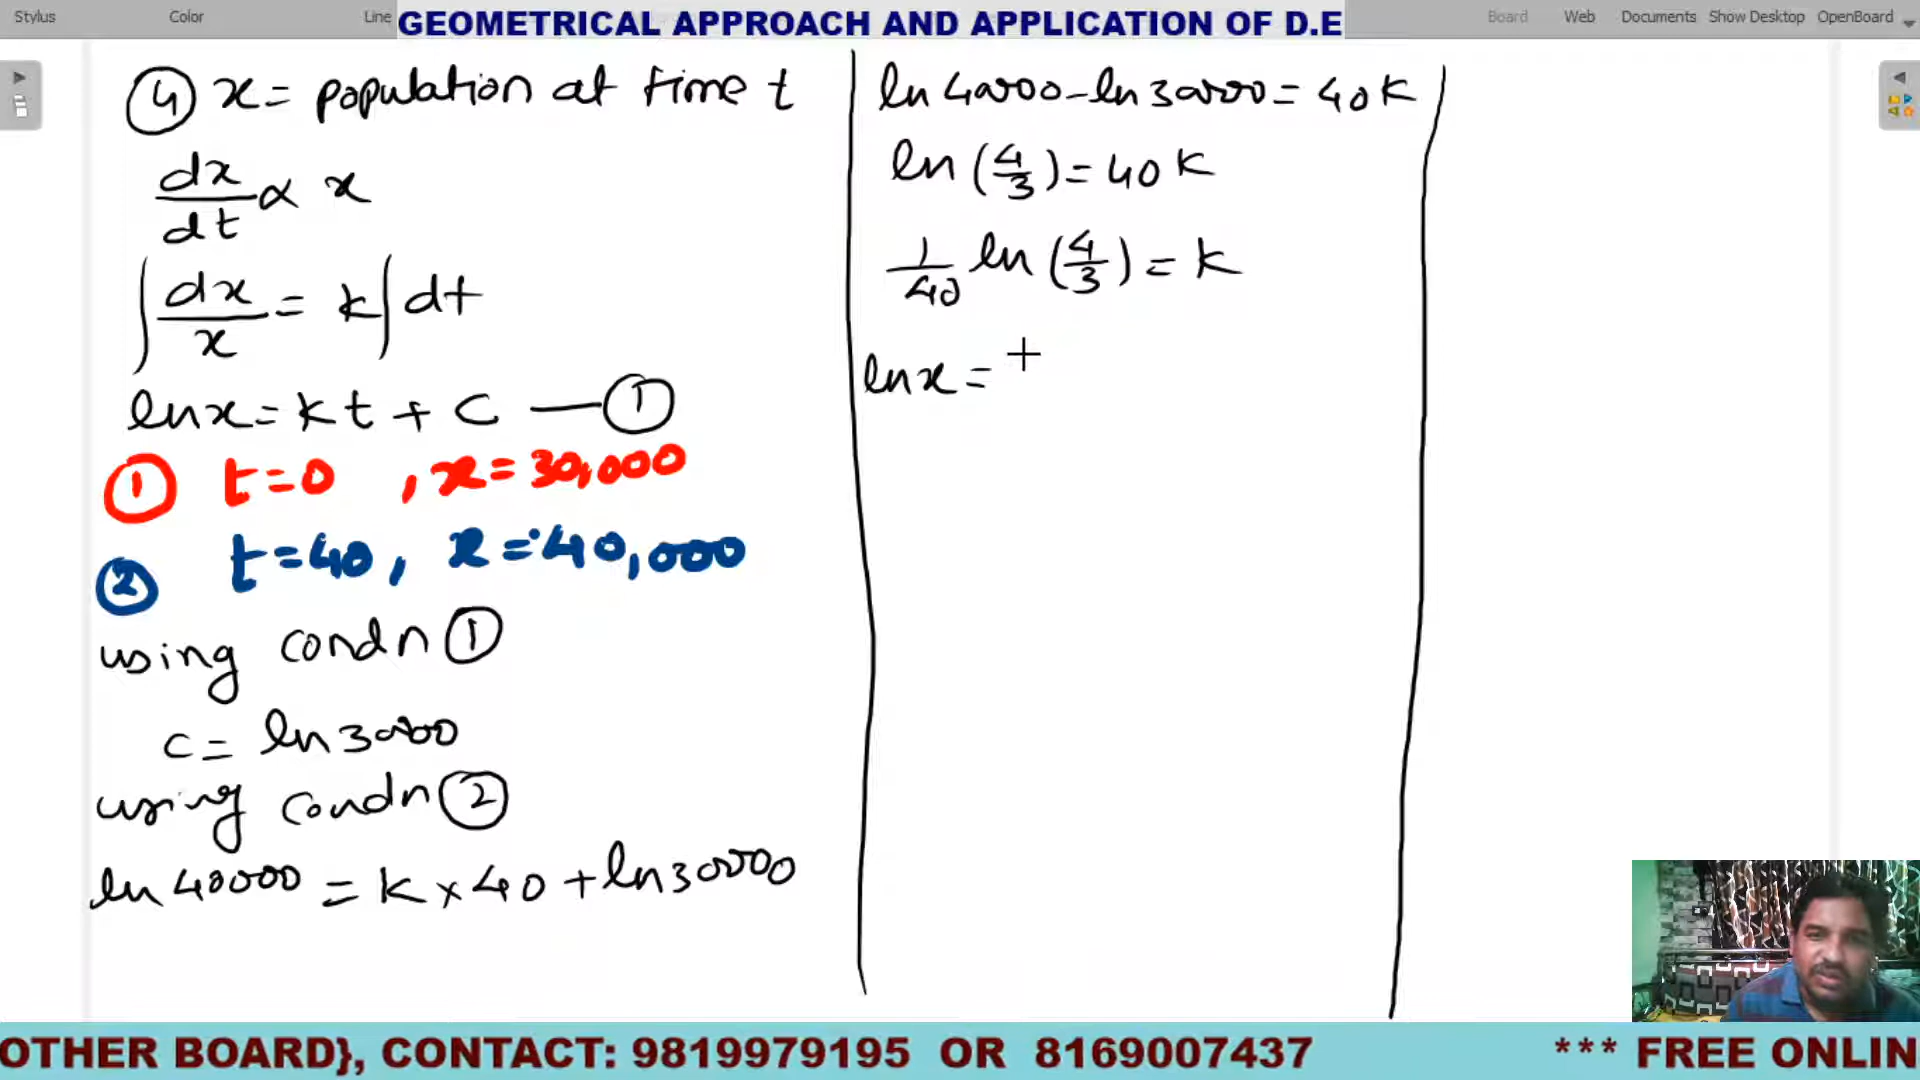 Stylus Color Line Board Web Documents Show Desktop OpenBoard
GEOMETRICAL APPROACH AND APPLICATION OF D.E
④ x = population at time t
dx/dt ∝ x
∫ dx/x = k ∫ dt
ln x = kt + c — ①
① t=0 , x=30,000
② t=40, x=40,000
using condn ①
c = ln 30000
using condn ②
ln 40000 = k × 40 + ln 30000
ln 40000 - ln 30000 = 40 k
ln (4/3) = 40 k
1/40 ln (4/3) = k
ln x =
OTHER BOARD}, CONTACT: 9819979195 OR 8169007437 *** FREE ONLIN